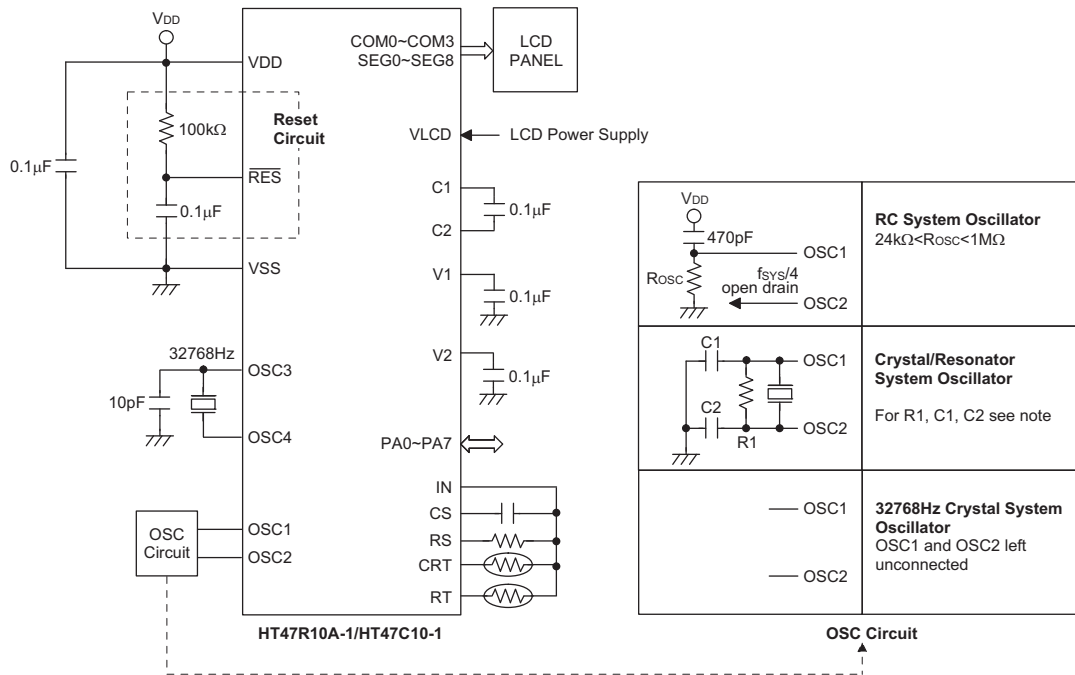 VDD
VDD
100kΩ
Reset
Circuit
0.1μF
RES
0.1μF
VSS
32768Hz
OSC3
10pF
OSC4
OSC
Circuit
OSC1
OSC2
COM0~COM3
SEG0~SEG8
LCD
PANEL
VLCD
LCD Power Supply
C1
0.1μF
C2
V1
0.1μF
V2
0.1μF
PA0~PA7
IN
CS
RS
CRT
RT
HT47R10A-1/HT47C10-1
VDD
470pF
OSC1
ROSC
fSYS/4
open drain
OSC2
RC System Oscillator
24kΩ<ROSC<1MΩ
C1
OSC1
C2
R1
OSC2
Crystal/Resonator
System Oscillator
For R1, C1, C2 see note
OSC1
OSC2
32768Hz Crystal System
Oscillator
OSC1 and OSC2 left
unconnected
OSC Circuit